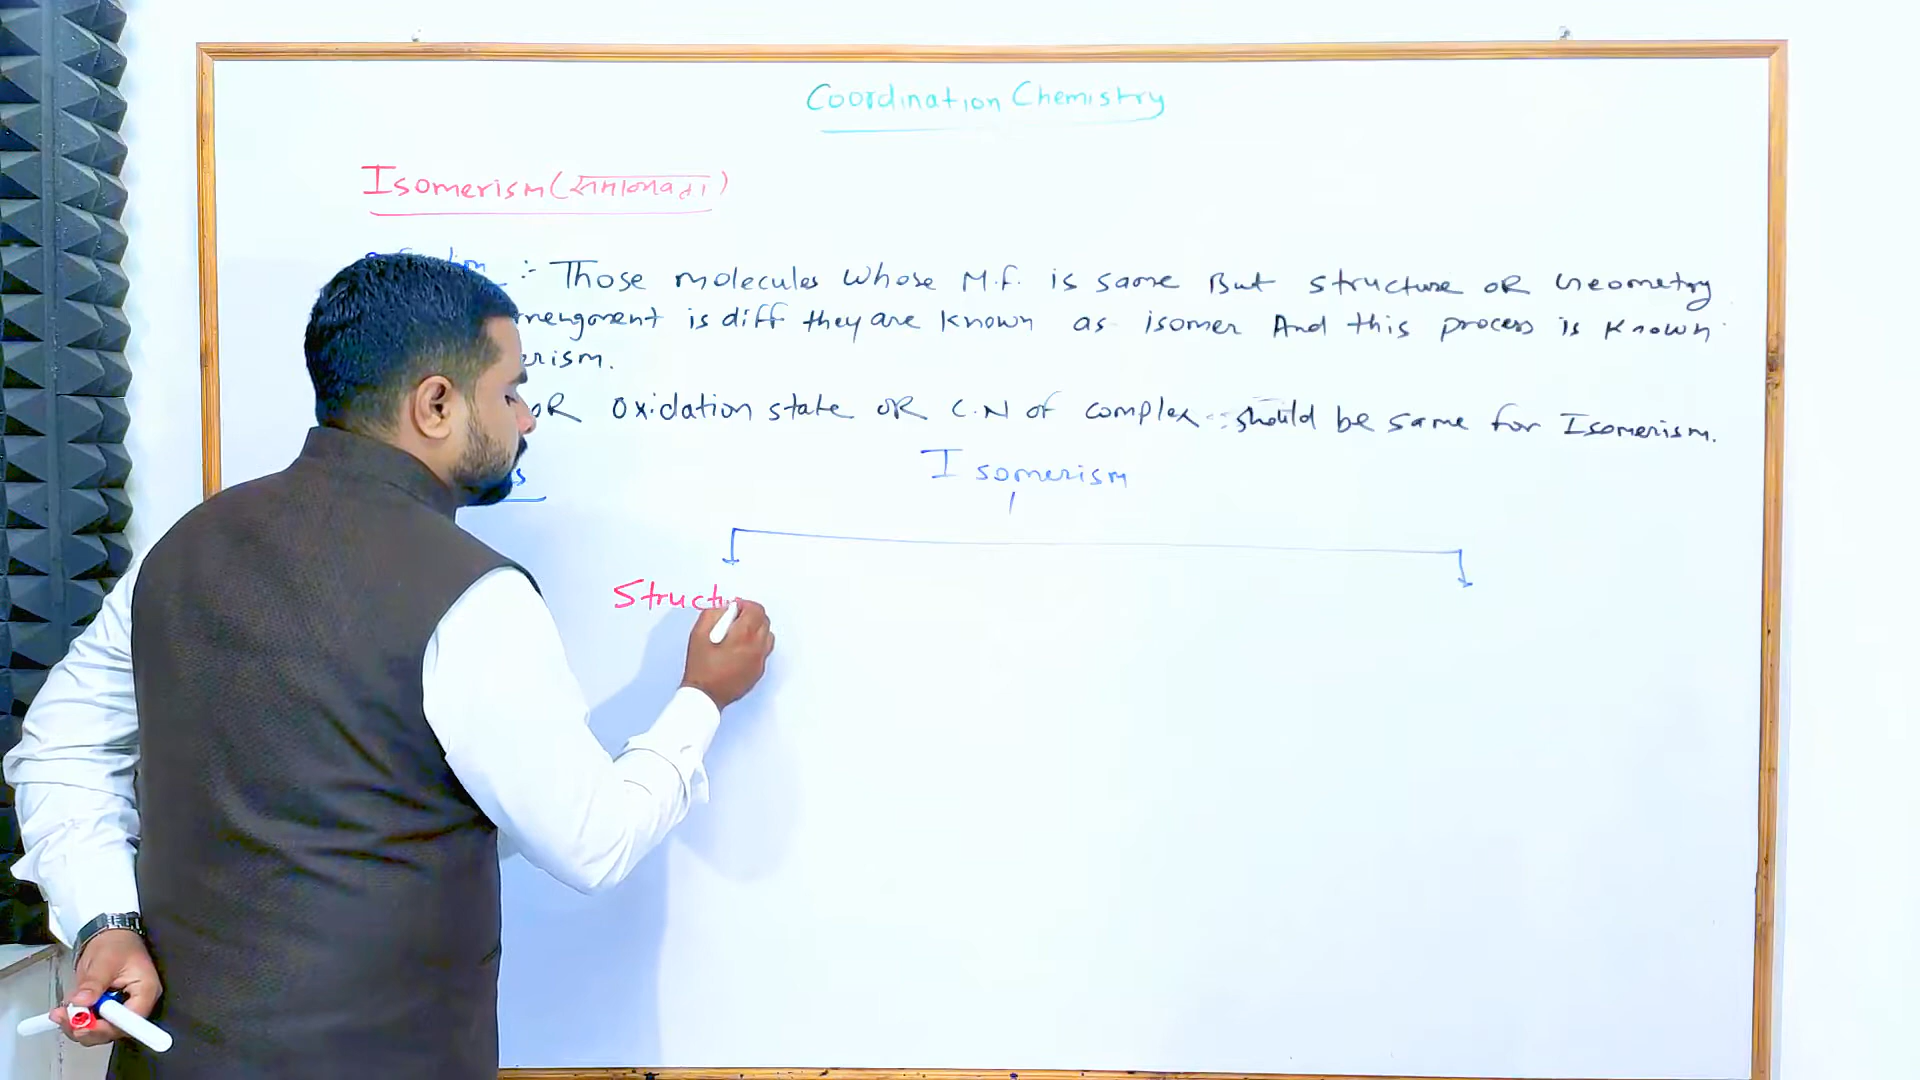 Coordination Chemistry
Isomerism (समावयवता)
:- Those molecules whose M.F. is same But structure OR Geometry
is diff they are known as isomer And this process is known
erism.
OR Oxidation state OR C.N of complex should be same for Isomerism.
Isomerism
Struct